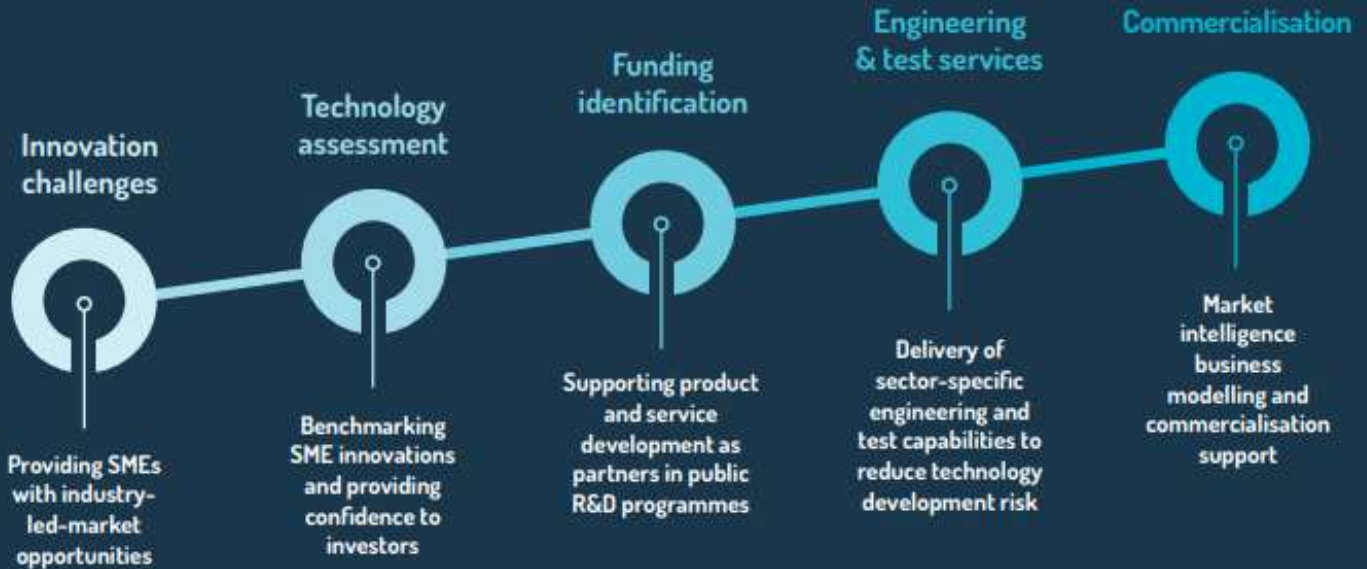 Innovation
challenges
Providing SMEs
with industry-
led-market
opportunities
Technology
assessment
Benchmarking
SME innovations
and providing
confidence to
investors
Funding
identification
Supporting product
and service
development as
partners in public
R&D programmes
Engineering
& test services
Delivery of
sector-specific
engineering and
test capabilities to
reduce technology
development risk
Commercialisation
Market
intelligence
business
modelling and
commercialisation
support